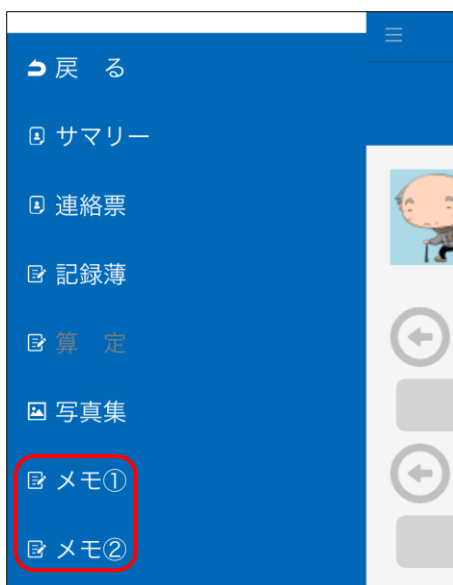 戻　る
サマリー
連絡票
記録薄
算　定
写真集
メモ①
メモ②